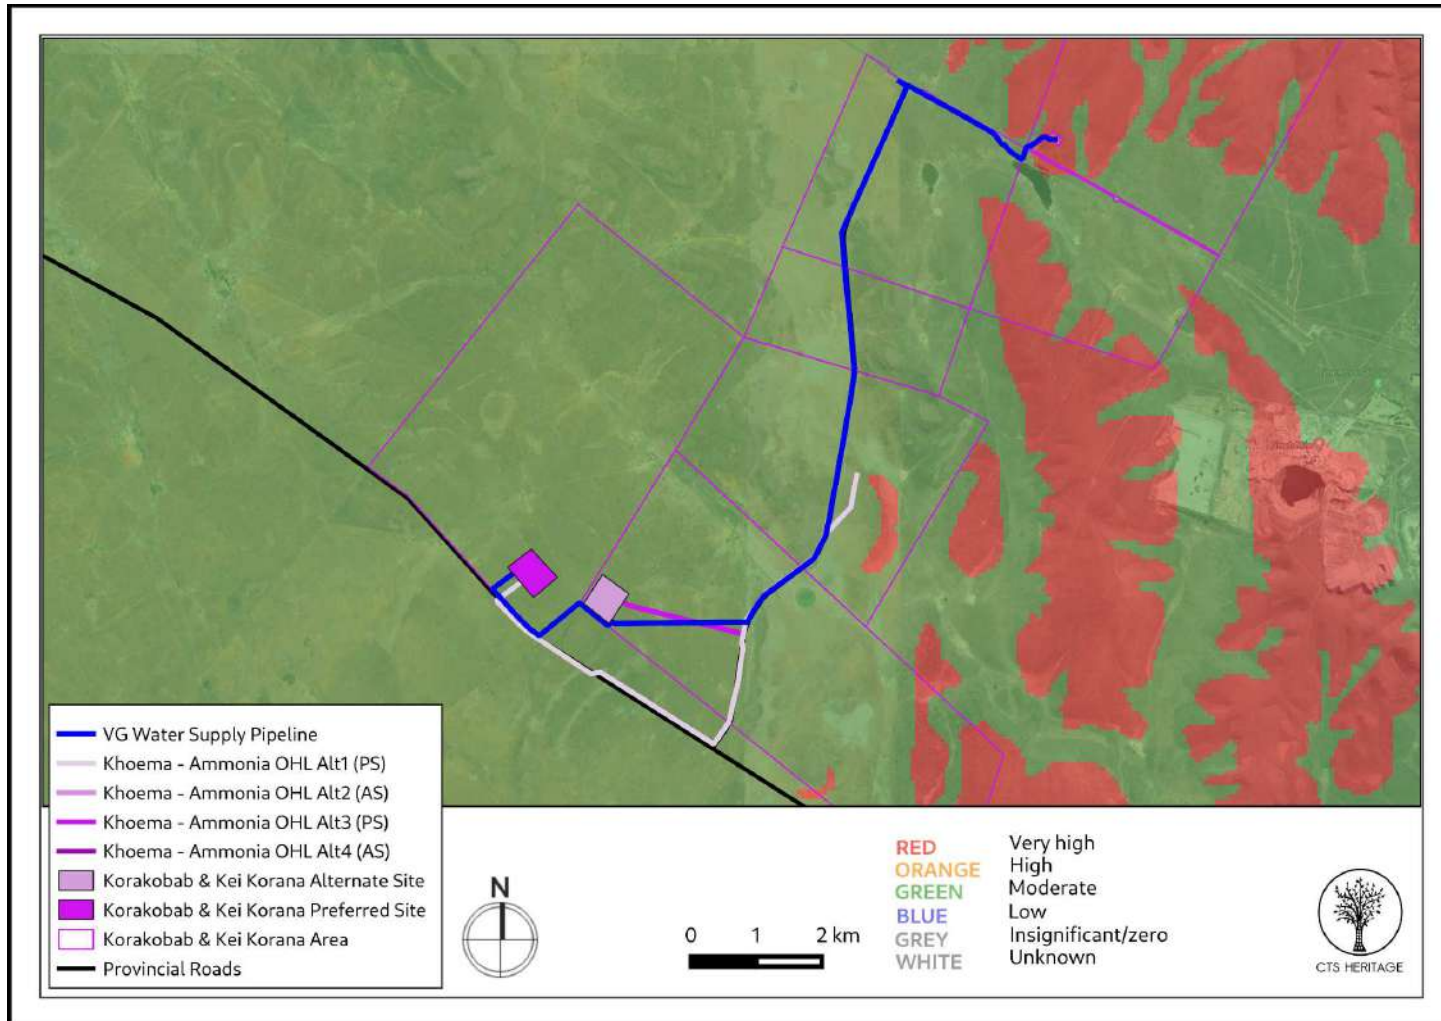 VG Water Supply Pipeline
Khoema - Ammonia OHL Alt1 (PS)
Khoema - Ammonia OHL Alt2 (AS)
Khoema - Ammonia OHL Alt3 (PS)
Khoema - Ammonia OHL Alt4 (AS)
Korakobab & Kei Korana Alternate Site
Korakobab & Kei Korana Preferred Site
Korakobab & Kei Korana Area
Provincial Roads
N
0 1 2 km
RED Very high
ORANGE High
GREEN Moderate
BLUE Low
GREY Insignificant/zero
WHITE Unknown
CTS HERITAGE